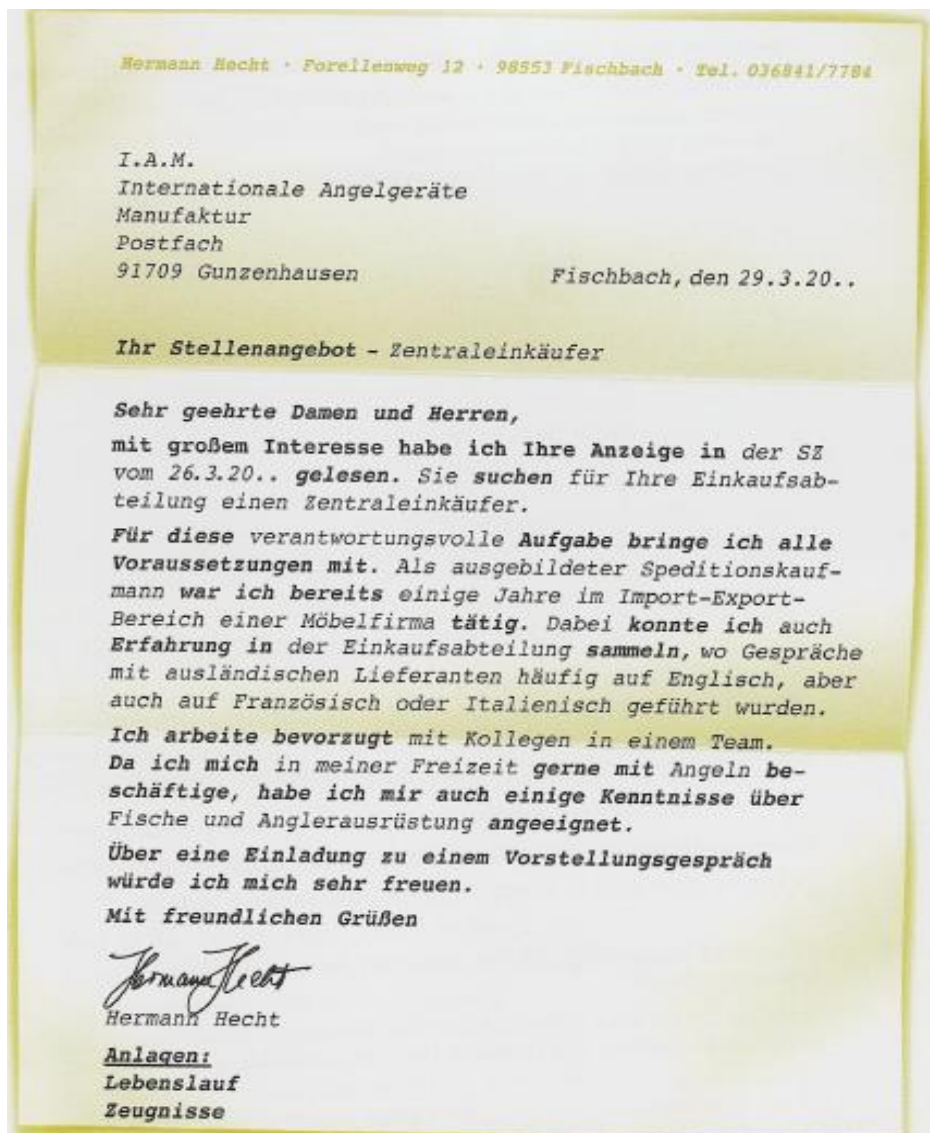 Hermann Hecht · Forellenweg 12 · 98553 Fischbach · Tel. 036841/7784
I.A.M.
Internationale Angelgeräte
Manufaktur
Postfach
91709 Gunzenhausen
Fischbach, den 29.3.20..
Ihr Stellenangebot – Zentraleinkäufer
Sehr geehrte Damen und Herren,
mit großem Interesse habe ich Ihre Anzeige in der SZ
vom 26.3.20.. gelesen. Sie suchen für Ihre Einkaufsab-
teilung einen Zentraleinkäufer.
Für diese verantwortungsvolle Aufgabe bringe ich alle
Voraussetzungen mit. Als ausgebildeter Speditionskauf-
mann war ich bereits einige Jahre im Import-Export-
Bereich einer Möbelfirma tätig. Dabei konnte ich auch
Erfahrung in der Einkaufsabteilung sammeln, wo Gespräche
mit ausländischen Lieferanten häufig auf Englisch, aber
auch auf Französisch oder Italienisch geführt wurden.
Ich arbeite bevorzugt mit Kollegen in einem Team.
Da ich mich in meiner Freizeit gerne mit Angeln be-
schäftige, habe ich mir auch einige Kenntnisse über
Fische und Anglerausrüstung angeeignet.
Über eine Einladung zu einem Vorstellungsgespräch
würde ich mich sehr freuen.
Mit freundlichen Grüßen
Hermann Hecht
Hermann Hecht
Anlagen:
Lebenslauf
Zeugnisse